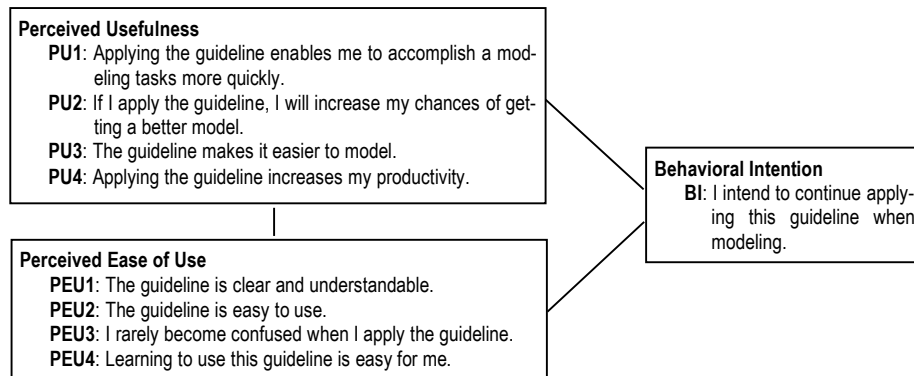 Perceived Usefulness
PU1: Applying the guideline enables me to accomplish a mod-
eling tasks more quickly.
PU2: If I apply the guideline, I will increase my chances of get-
ting a better model.
PU3: The guideline makes it easier to model.
PU4: Applying the guideline increases my productivity.
Behavioral Intention
BI: I intend to continue apply-
ing this guideline when
modeling.
Perceived Ease of Use
PEU1: The guideline is clear and understandable.
PEU2: The guideline is easy to use.
PEU3: I rarely become confused when I apply the guideline.
PEU4: Learning to use this guideline is easy for me.